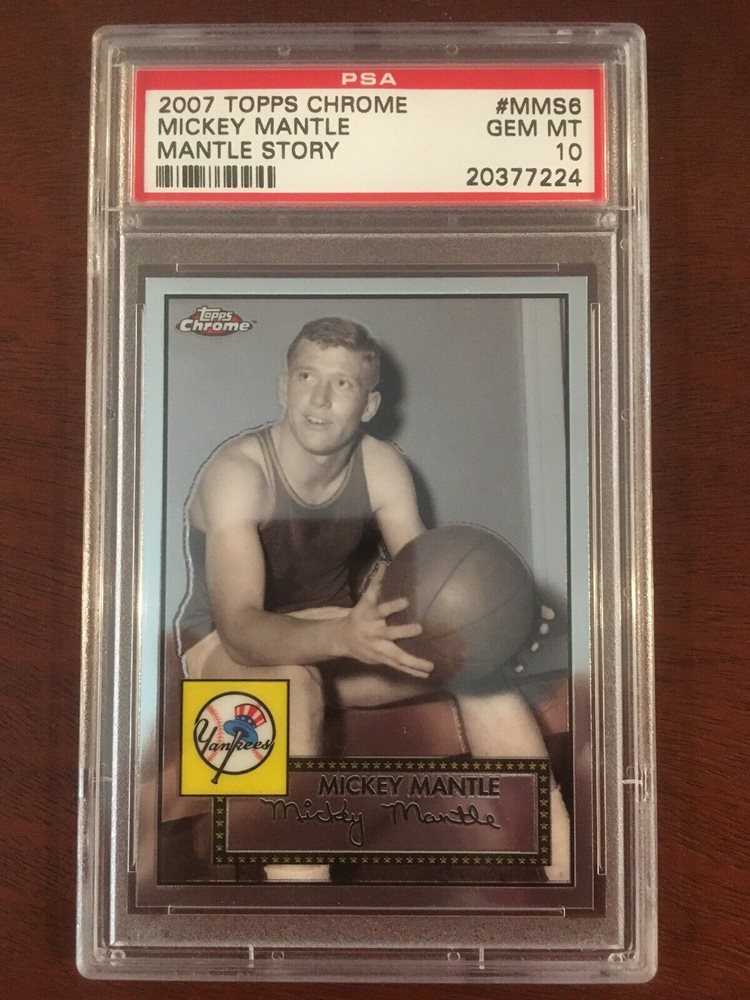 PSA
2007 TOPPS CHROME #MMS6
MICKEY MANTLE GEM MT
MANTLE STORY 10
20377224
Topps
Chrome™
Yankees
MICKEY MANTLE
Mickey Mantle